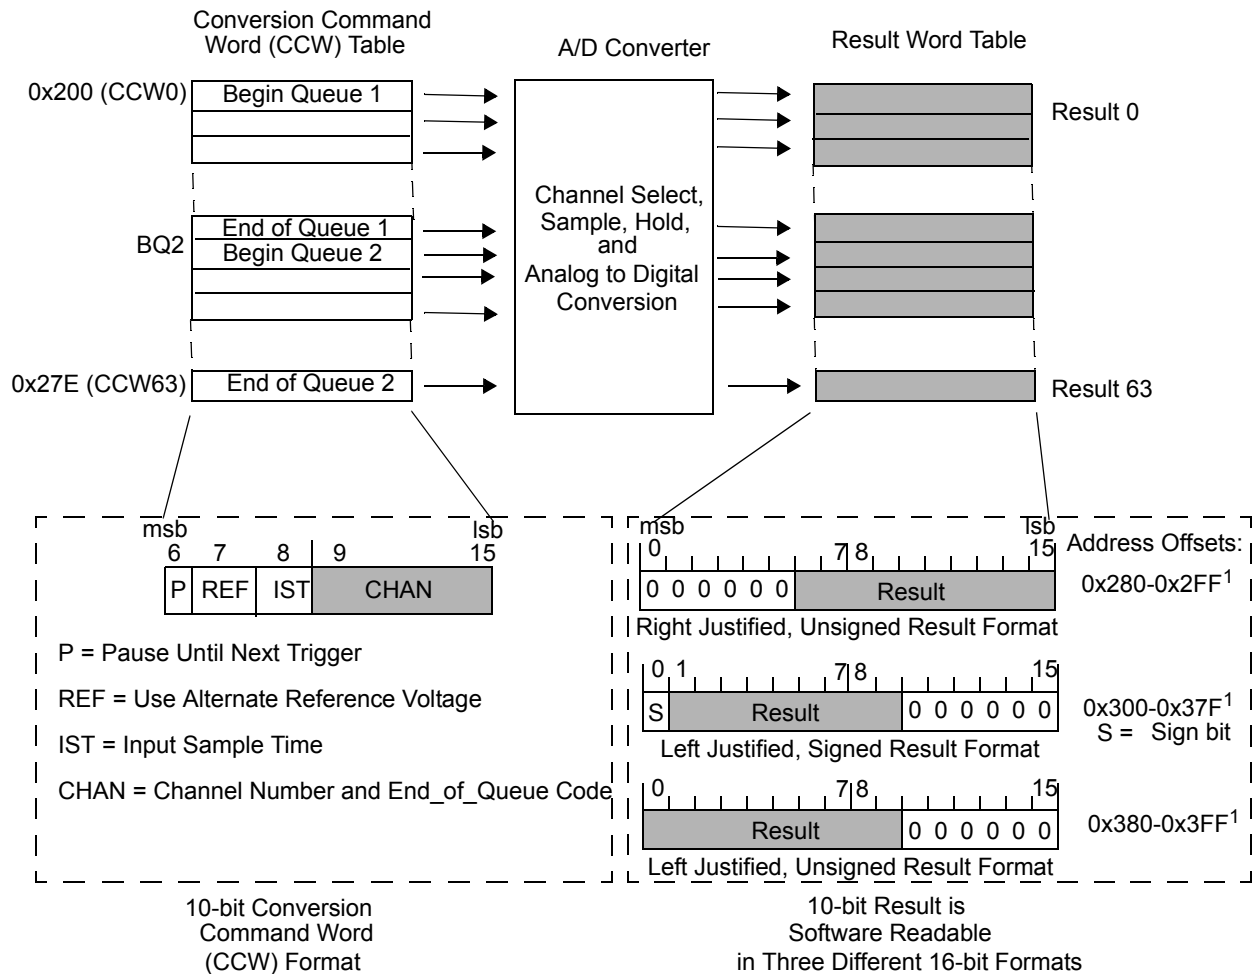 Conversion Command
Word (CCW) Table
A/D Converter
Result Word Table
0x200 (CCW0)
Begin Queue 1
Result 0
Channel Select,
Sample, Hold,
and
Analog to Digital
Conversion
End of Queue 1
BQ2
Begin Queue 2
0x27E (CCW63)
End of Queue 2
Result 63
msb
lsb
6 7 8 9 15
P REF IST CHAN
P = Pause Until Next Trigger
REF = Use Alternate Reference Voltage
IST = Input Sample Time
CHAN = Channel Number and End_of_Queue Code
10-bit Conversion
Command Word
(CCW) Format
msb
lsb
0 7 8 15
Address Offsets:
0 0 0 0 0 0 Result
0x280-0x2FF¹
Right Justified, Unsigned Result Format
0 1 7 8 15
S Result 0 0 0 0 0 0
0x300-0x37F¹
S = Sign bit
Left Justified, Signed Result Format
0 7 8 15
Result 0 0 0 0 0 0
0x380-0x3FF¹
Left Justified, Unsigned Result Format
10-bit Result is
Software Readable
in Three Different 16-bit Formats